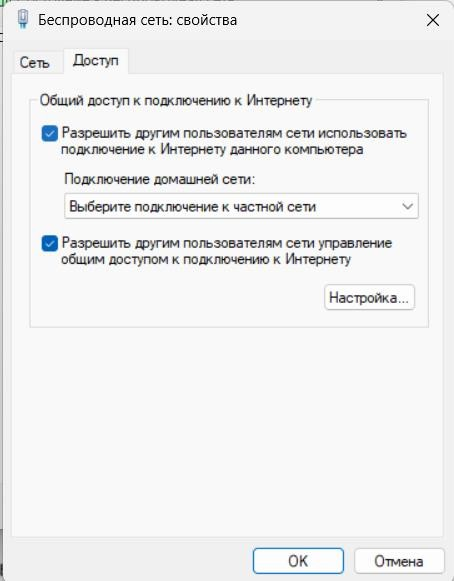 Беспроводная сеть: свойства
Сеть
Доступ
Общий доступ к подключению к Интернету
Разрешить другим пользователям сети использовать
подключение к Интернету данного компьютера
Подключение домашней сети:
Выберите подключение к частной сети
Разрешить другим пользователям сети управление
общим доступом к подключению к Интернету
Настройка...
OK
Отмена